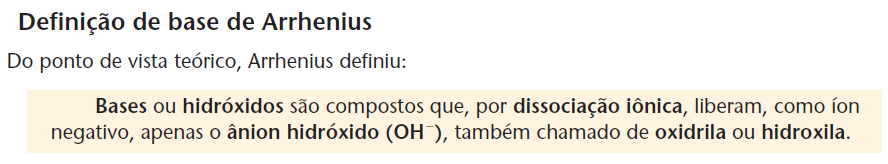 Definição de base de Arrhenius
Do ponto de vista teórico, Arrhenius definiu:
Bases ou hidróxidos são compostos que, por dissociação iônica, liberam, como íon
negativo, apenas o ânion hidróxido (OH⁻), também chamado de oxidrila ou hidroxila.